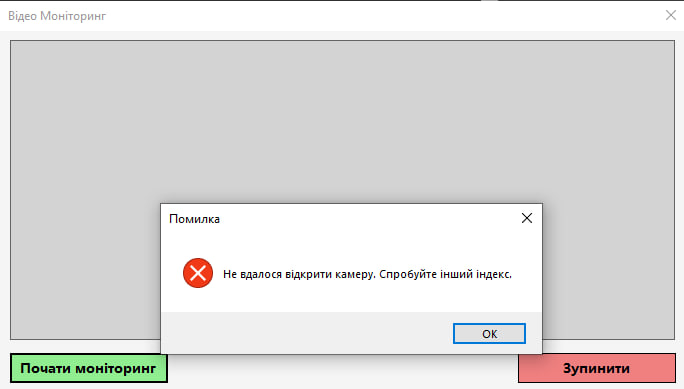 Відео Моніторинг
Помилка
Не вдалося відкрити камеру. Спробуйте інший індекс.
OK
Почати моніторинг
Зупинити